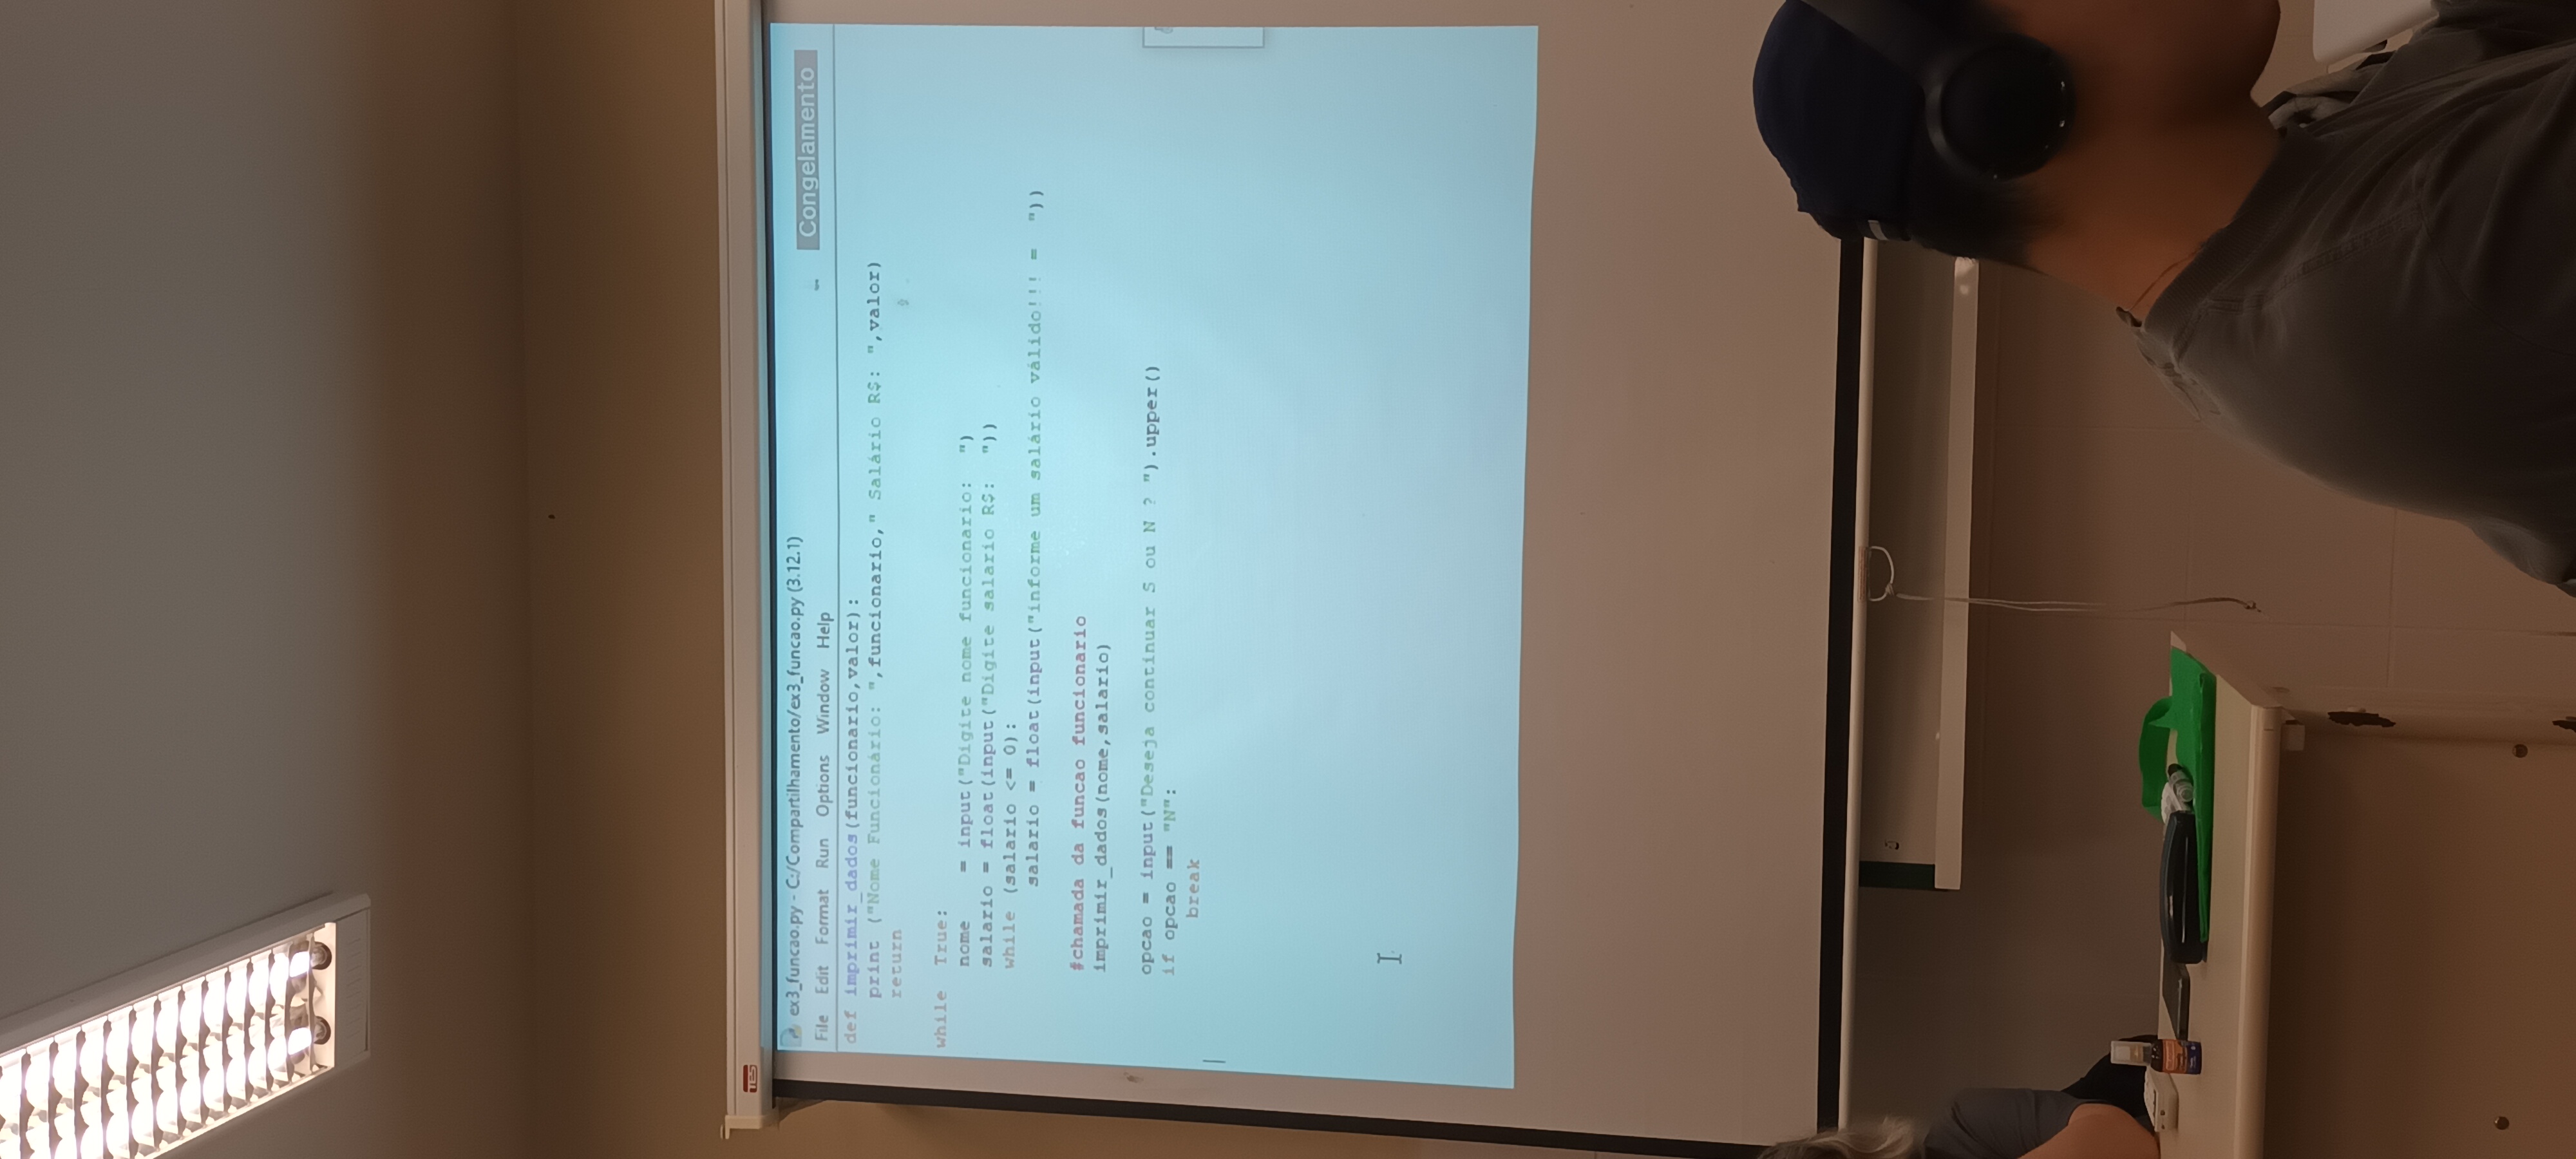 TES
ex3_funcao.py - C:/Compartilhamento/ex3_funcao.py (3.12.1)
Congelamento
File Edit Format Run Options Window Help
def imprimir_dados(funcionario,valor):
    print ("Nome Funcionário: ",funcionario," Salário R$: ",valor)
    return
while  True:
       nome    = input("Digite nome funcionario:  ")
       salario = float(input("Digite salario R$:  "))
       while (salario <= 0):
              salario = float(input("informe um salário válido!!! =  "))
       #chamada da funcao funcionario
       imprimir_dados(nome,salario)
       opcao = input("Deseja continuar S ou N ? ").upper()
       if opcao == "N":
            break